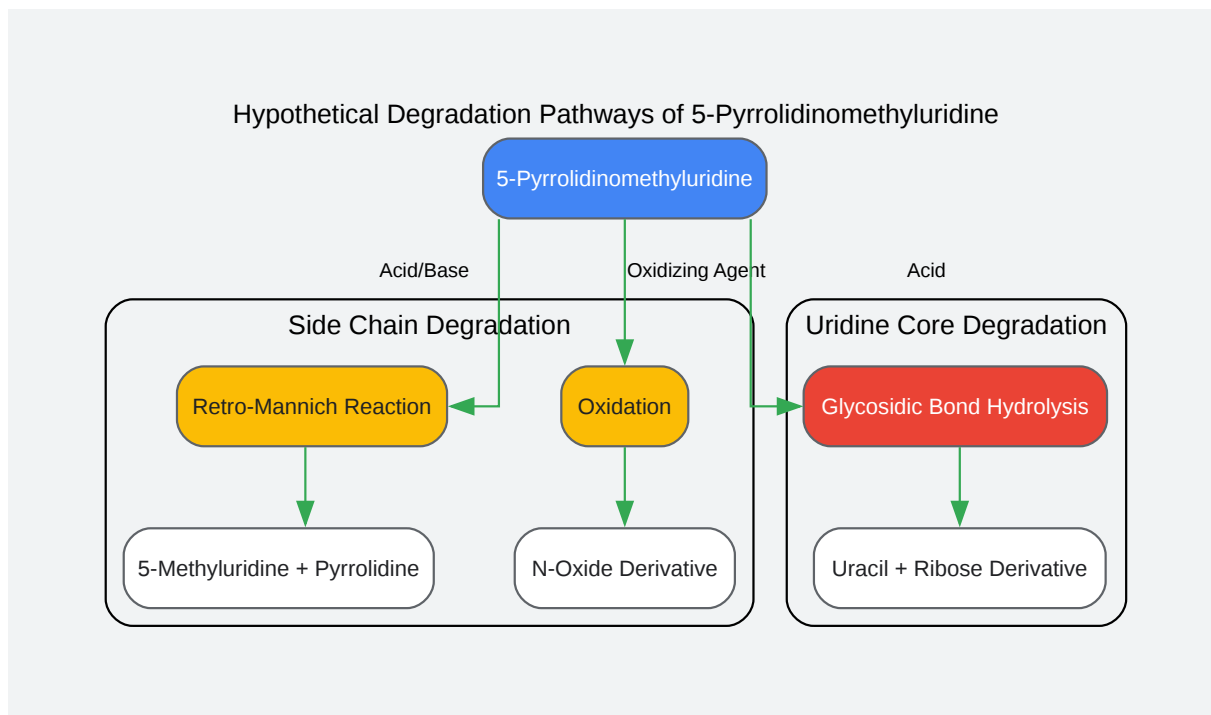 Hypothetical Degradation Pathways of 5-Pyrrolidinomethyluridine
5-Pyrrolidinomethyluridine
Acid/Base
Oxidizing Agent
Acid
Side Chain Degradation
Uridine Core Degradation
Retro-Mannich Reaction
Oxidation
Glycosidic Bond Hydrolysis
5-Methyluridine + Pyrrolidine
N-Oxide Derivative
Uracil + Ribose Derivative